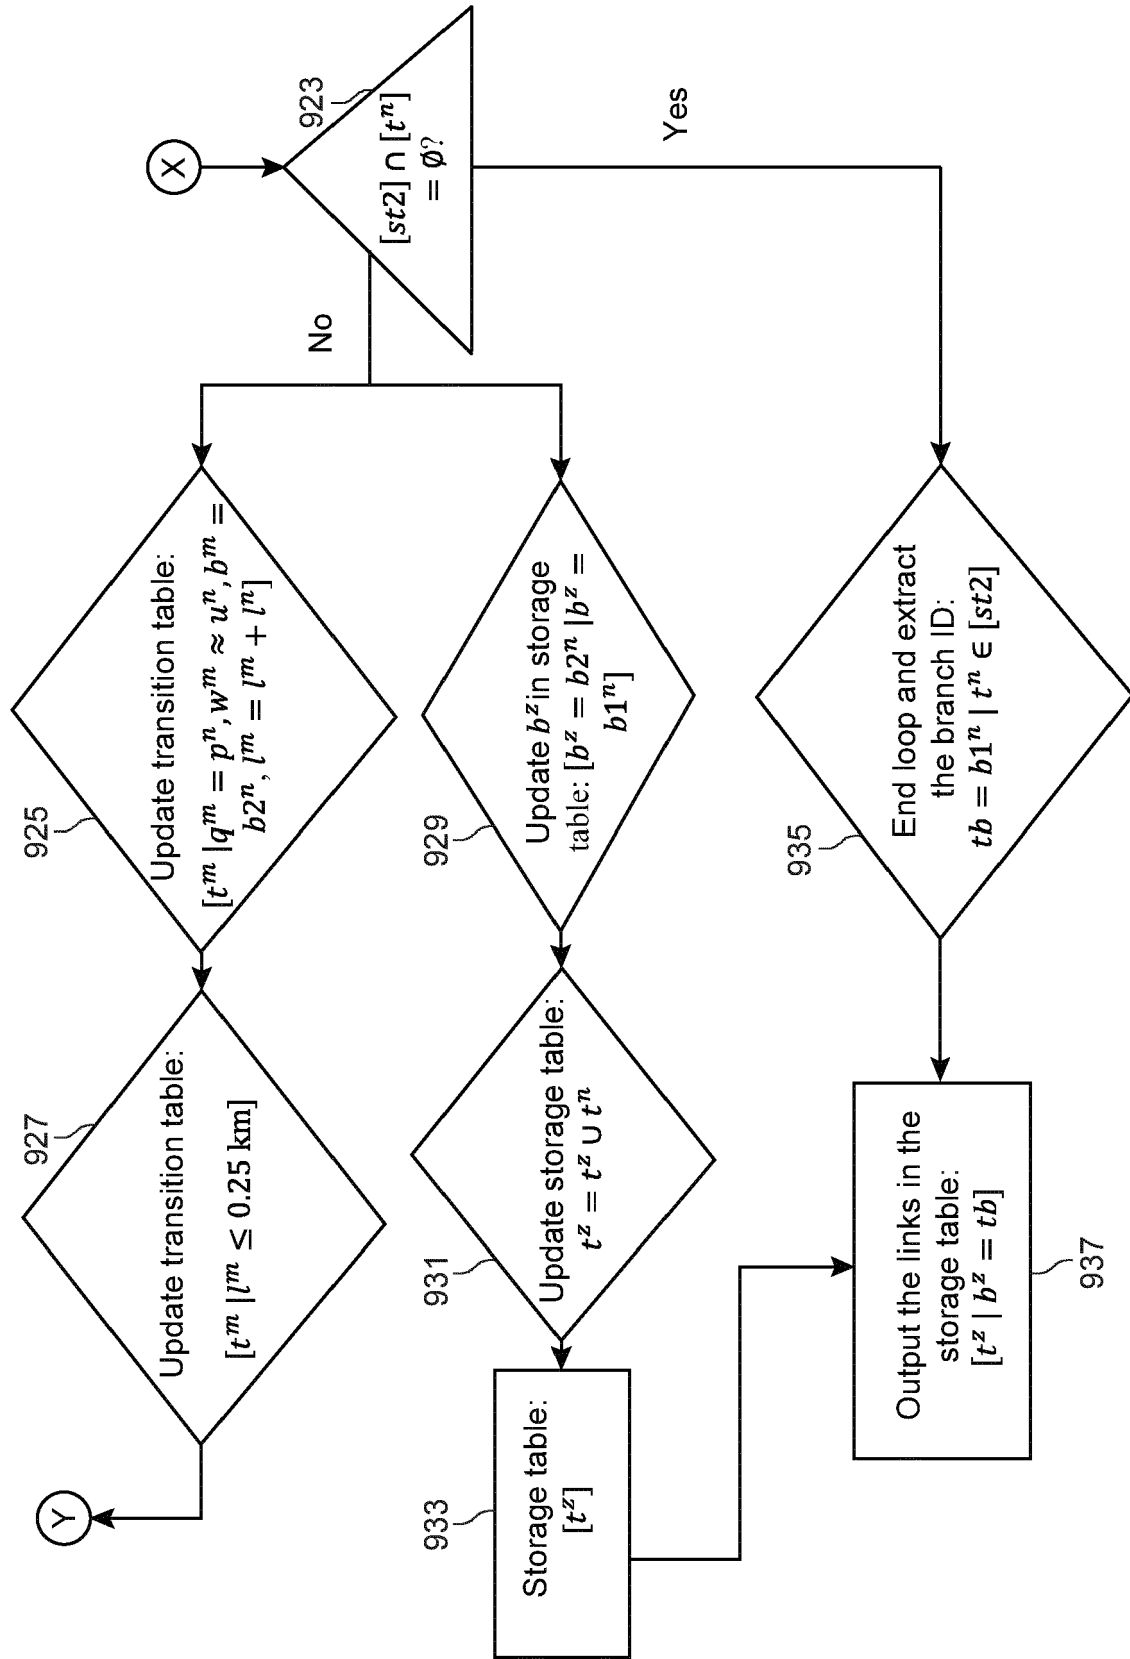 X
923
[st2] ∩ [tⁿ]
= ∅?
No
Yes
925
Update transition table:
[t^m |q^m = p^n, w^m ≈ u^n, b^m =
b2^n, l^m = l^m + l^n]
927
Update transition table:
[t^m | l^m ≤ 0.25 km]
Y
929
Update b^z in storage
table: [b^z = b2^n |b^z =
b1^n]
931
Update storage table:
t^z = t^z ∪ t^n
933
Storage table:
[t^z]
935
End loop and extract
the branch ID:
tb = b1^n | t^n ∈ [st2]
Output the links in the
storage table:
[t^z | b^z = tb]
937